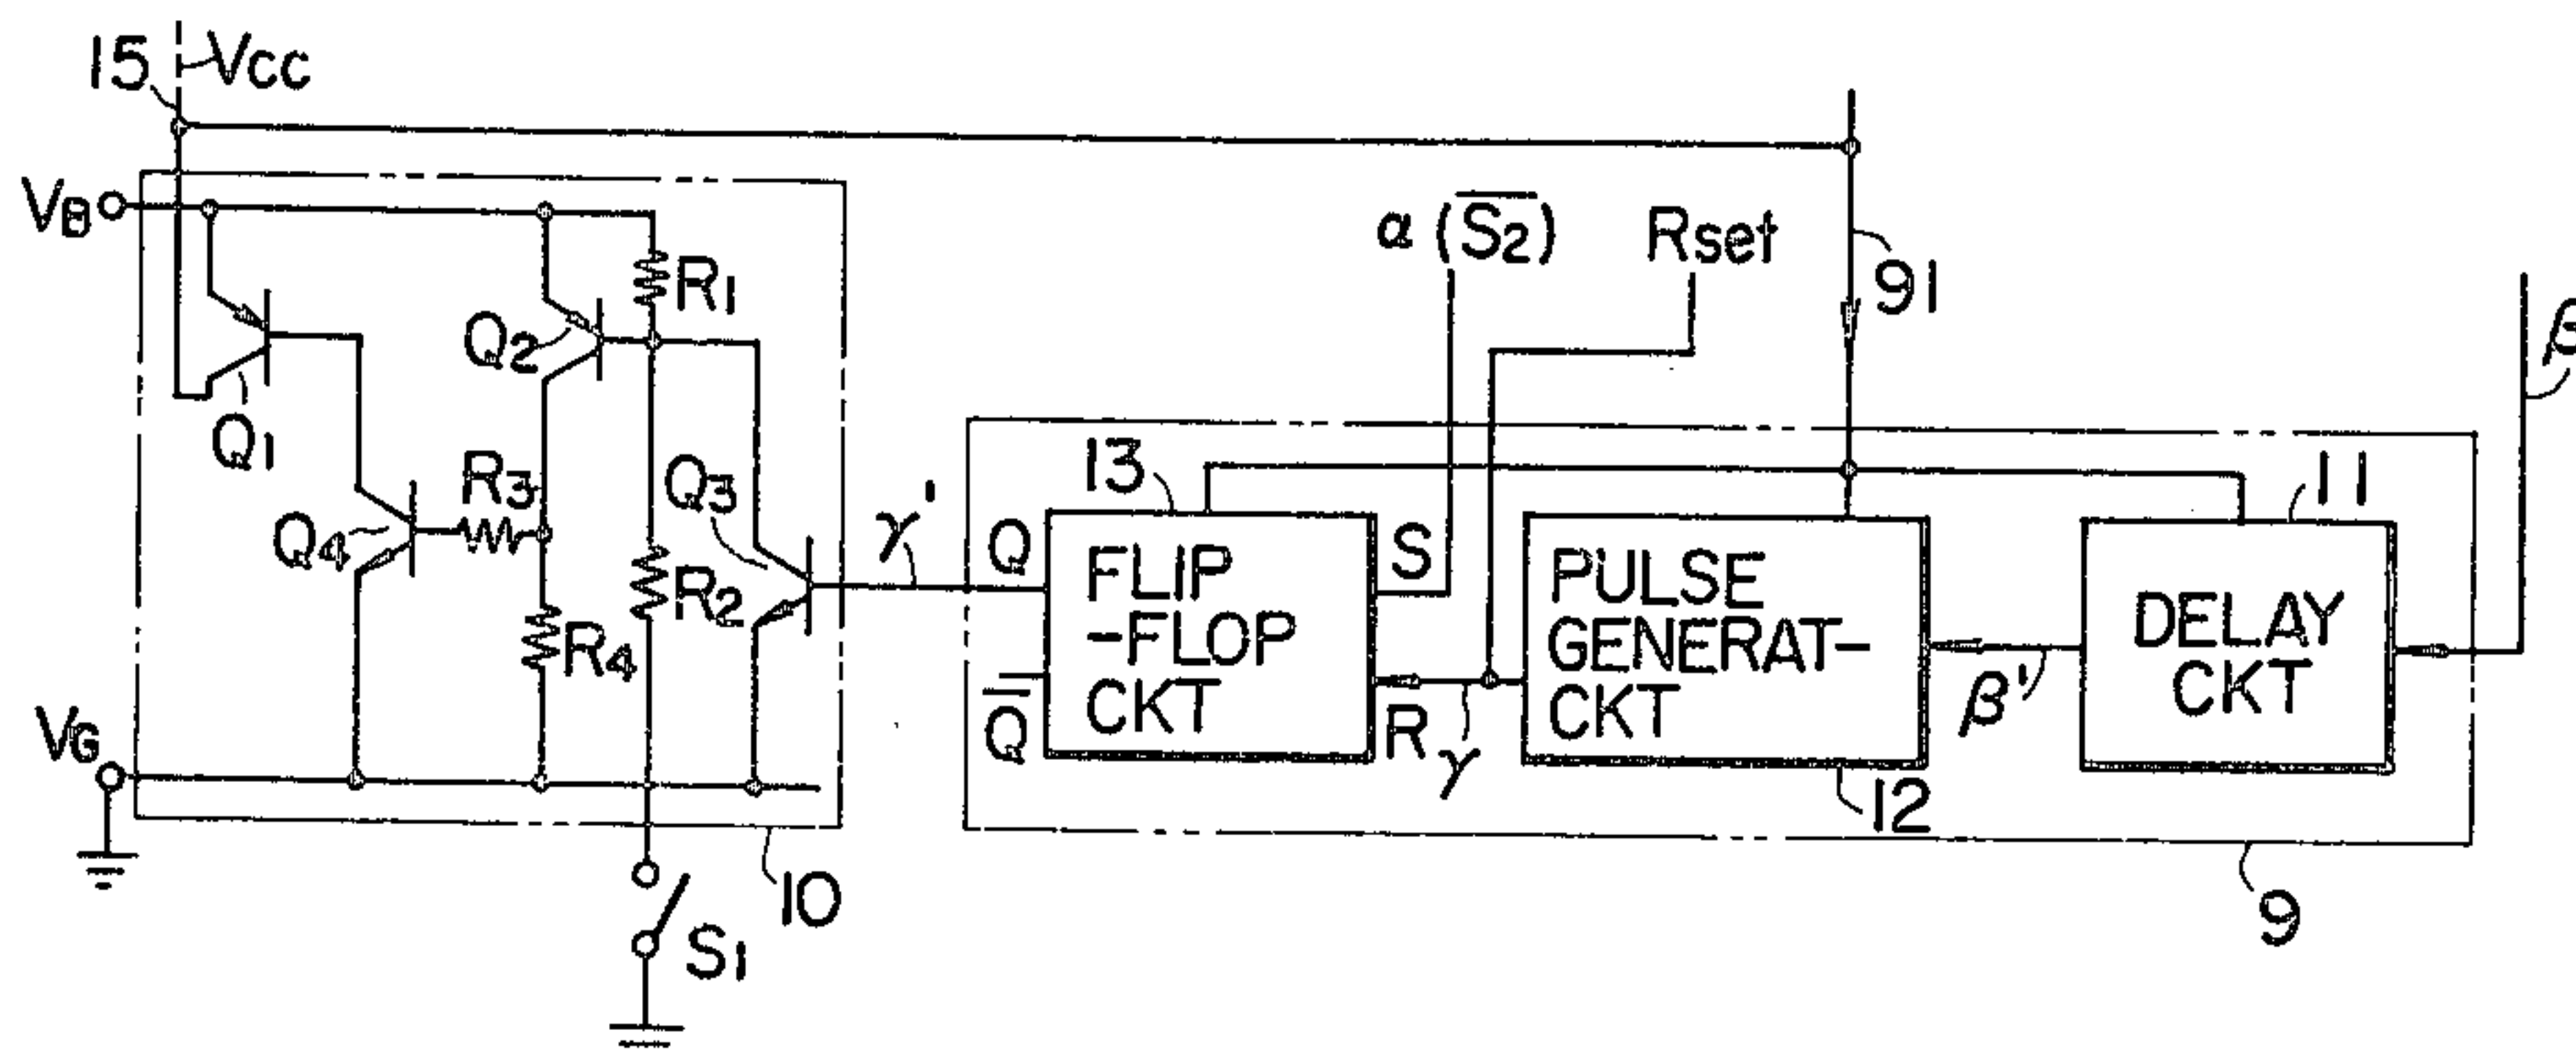 15
Vcc
VB
α (S̅2̅)
Rset
R1
91
β
Q2
Q1
R3
Q3
13
11
Q4
γ'
Q
S
FLIP
-FLOP
CKT
PULSE
GENERAT-
CKT
DELAY
CKT
R2
R4
Q̅
R
γ
β'
VG
12
10
9
S1